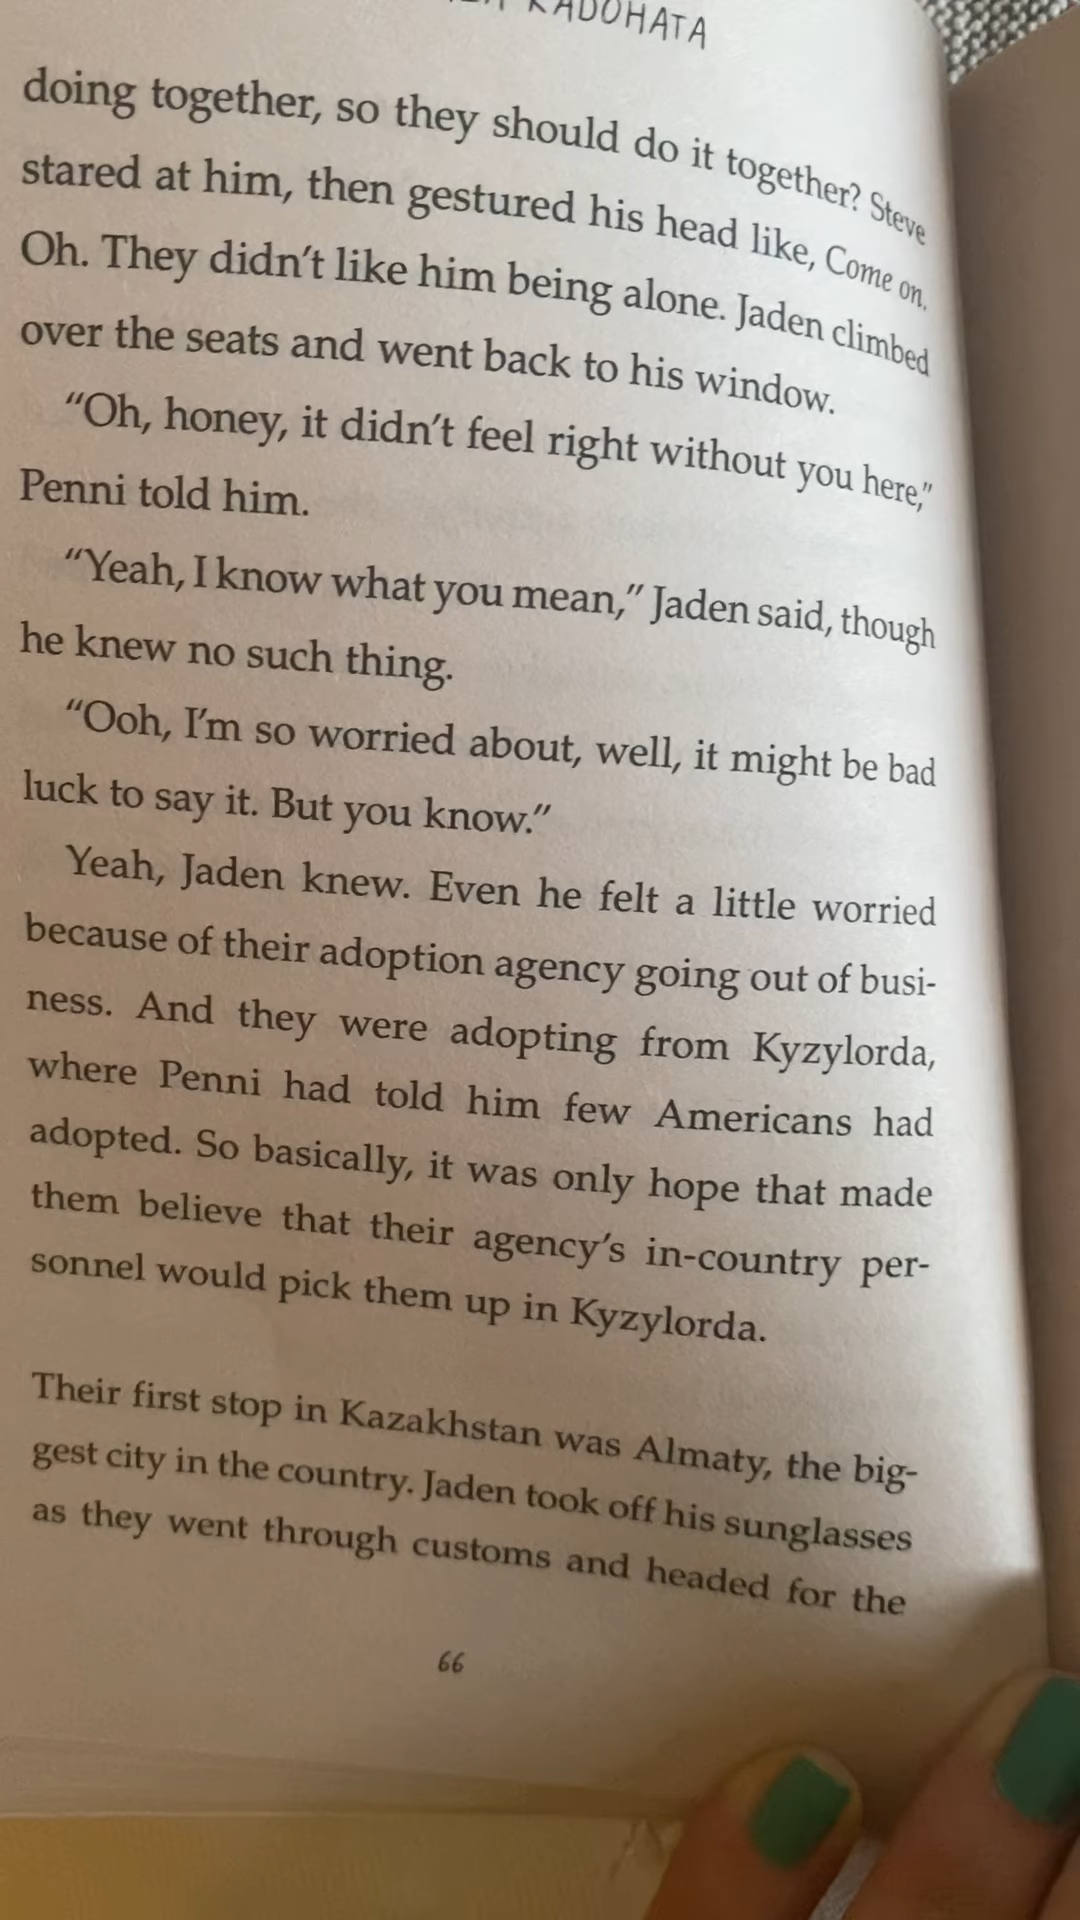 KADOHATA
doing together, so they should do it together? Steve
stared at him, then gestured his head like, Come on.
Oh. They didn't like him being alone. Jaden climbed
over the seats and went back to his window.
“Oh, honey, it didn't feel right without you here,”
Penni told him.
“Yeah, I know what you mean,” Jaden said, though
he knew no such thing.
“Ooh, I'm so worried about, well, it might be bad
luck to say it. But you know.”
Yeah, Jaden knew. Even he felt a little worried
because of their adoption agency going out of busi-
ness. And they were adopting from Kyzylorda,
where Penni had told him few Americans had
adopted. So basically, it was only hope that made
them believe that their agency's in-country per-
sonnel would pick them up in Kyzylorda.
Their first stop in Kazakhstan was Almaty, the big-
gest city in the country. Jaden took off his sunglasses
as they went through customs and headed for the
66